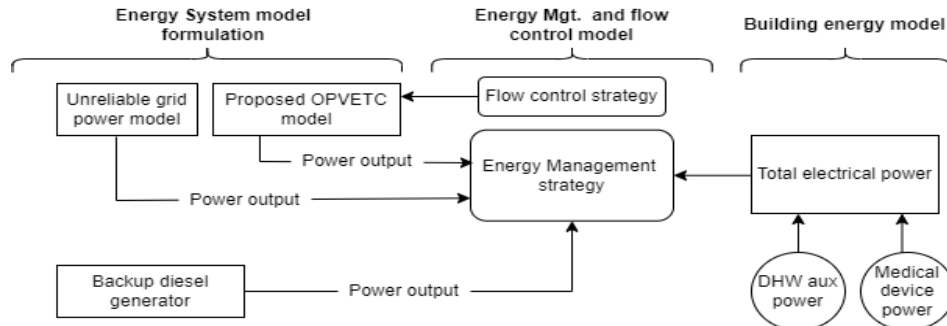 Energy System model
formulation
Energy Mgt. and flow
control model
Building energy model
Unreliable grid
power model
Proposed OPVETC
model
Flow control strategy
Power output
Energy Management
strategy
Total electrical power
Power output
Backup diesel
generator
Power output
DHW aux
power
Medical
device
power